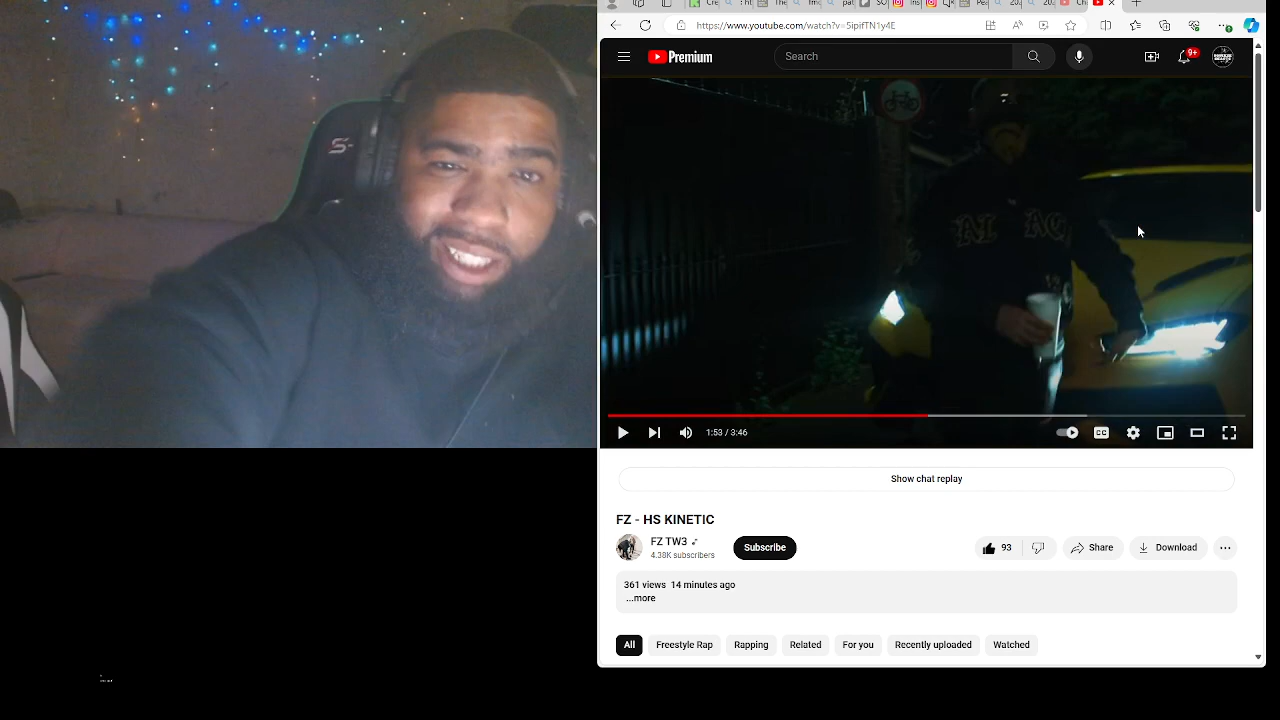 https://www.youtube.com/watch?v=5ipifTN1y4E
Premium
Search
9+
S-
1:53 / 3:46
CC
Show chat replay
FZ - HS KINETIC
FZ TW3
4.38K subscribers
Subscribe
93
Share
Download
361 views 14 minutes ago
...more
All
Freestyle Rap
Rapping
Related
For you
Recently uploaded
Watched